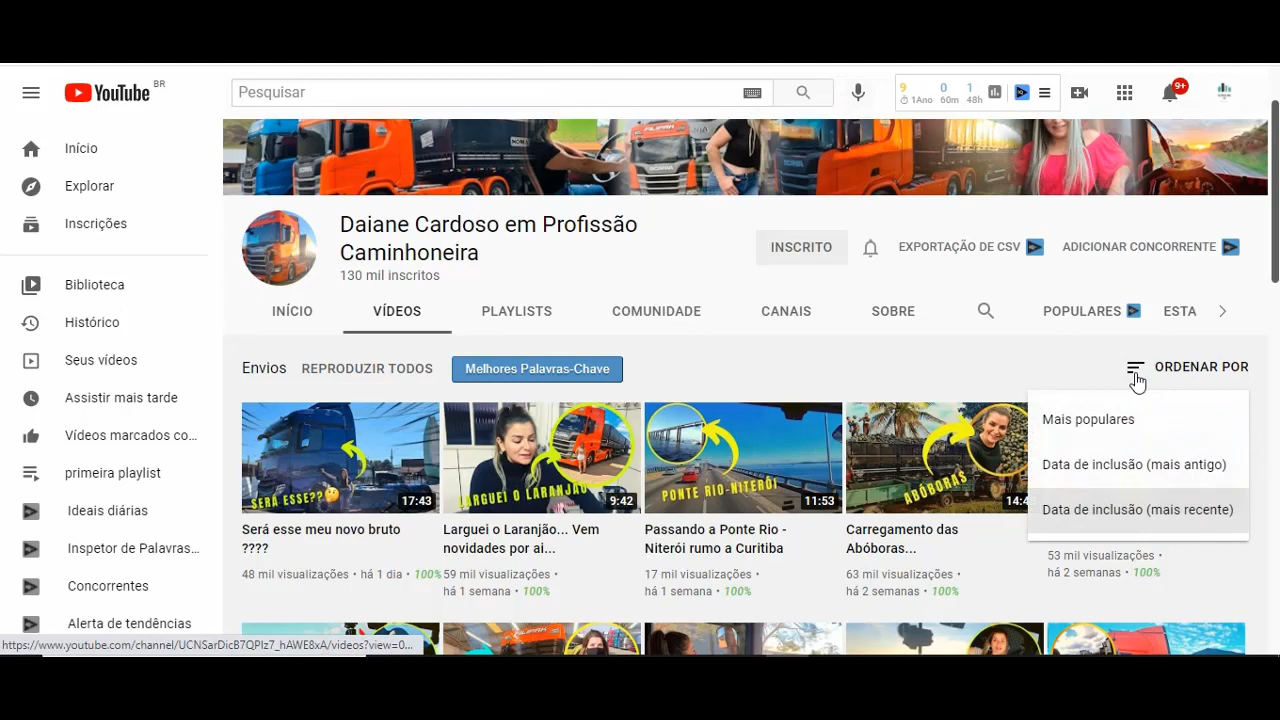 YouTube BR
Pesquisar
9 0 1
1Ano 60m 48h
9+
Início
Explorar
Inscrições
Biblioteca
Histórico
Seus vídeos
Assistir mais tarde
Vídeos marcados co...
primeira playlist
Ideais diárias
Inspetor de Palavras...
Concorrentes
Alerta de tendências
Daiane Cardoso em Profissão
Caminhoneira
130 mil inscritos
INSCRITO
EXPORTAÇÃO DE CSV
ADICIONAR CONCORRENTE
INÍCIO VÍDEOS PLAYLISTS COMUNIDADE CANAIS SOBRE POPULARES ESTA
Envios REPRODUZIR TODOS Melhores Palavras-Chave
ORDENAR POR
Mais populares
Data de inclusão (mais antigo)
Data de inclusão (mais recente)
SERÁ ESSE??
17:43
Será esse meu novo bruto
????
48 mil visualizações • há 1 dia • 100%
LARGUEI O LARANJÃO
9:42
Larguei o Laranjão... Vem
novidades por ai...
59 mil visualizações •
há 1 semana • 100%
PONTE RIO-NITERÓI
11:53
Passando a Ponte Rio -
Niterói rumo a Curitiba
17 mil visualizações •
há 1 semana • 100%
ABÓBORAS
14:4
Carregamento das
Abóboras...
63 mil visualizações •
há 2 semanas • 100%
53 mil visualizações •
há 2 semanas • 100%
https://www.youtube.com/channel/UCNSarDicB7QPIz7_hAWE8xA/videos?view=0...